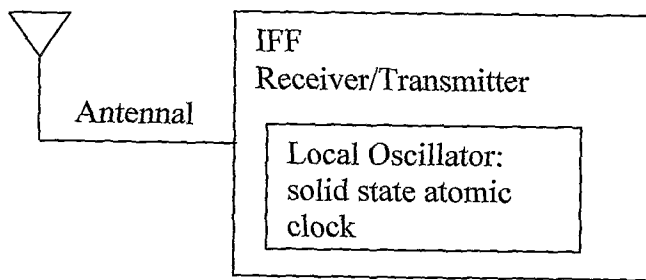 IFF
Receiver/Transmitter
Antennal
Local Oscillator:
solid state atomic
clock